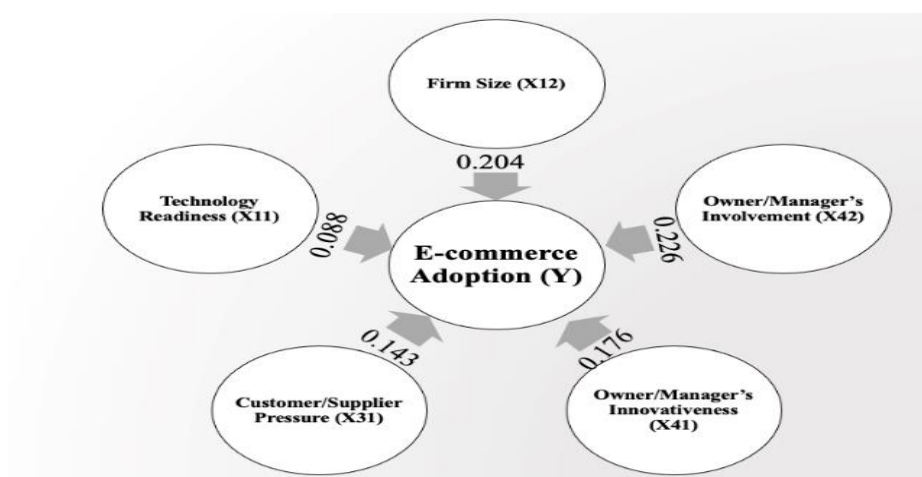 Firm Size (X12)
0.204
Technology
Readiness (X11)
0.088
Owner/Manager's
Involvement (X42)
0.226
E-commerce
Adoption (Y)
0.143
0.176
Customer/Supplier
Pressure (X31)
Owner/Manager's
Innovativeness
(X41)